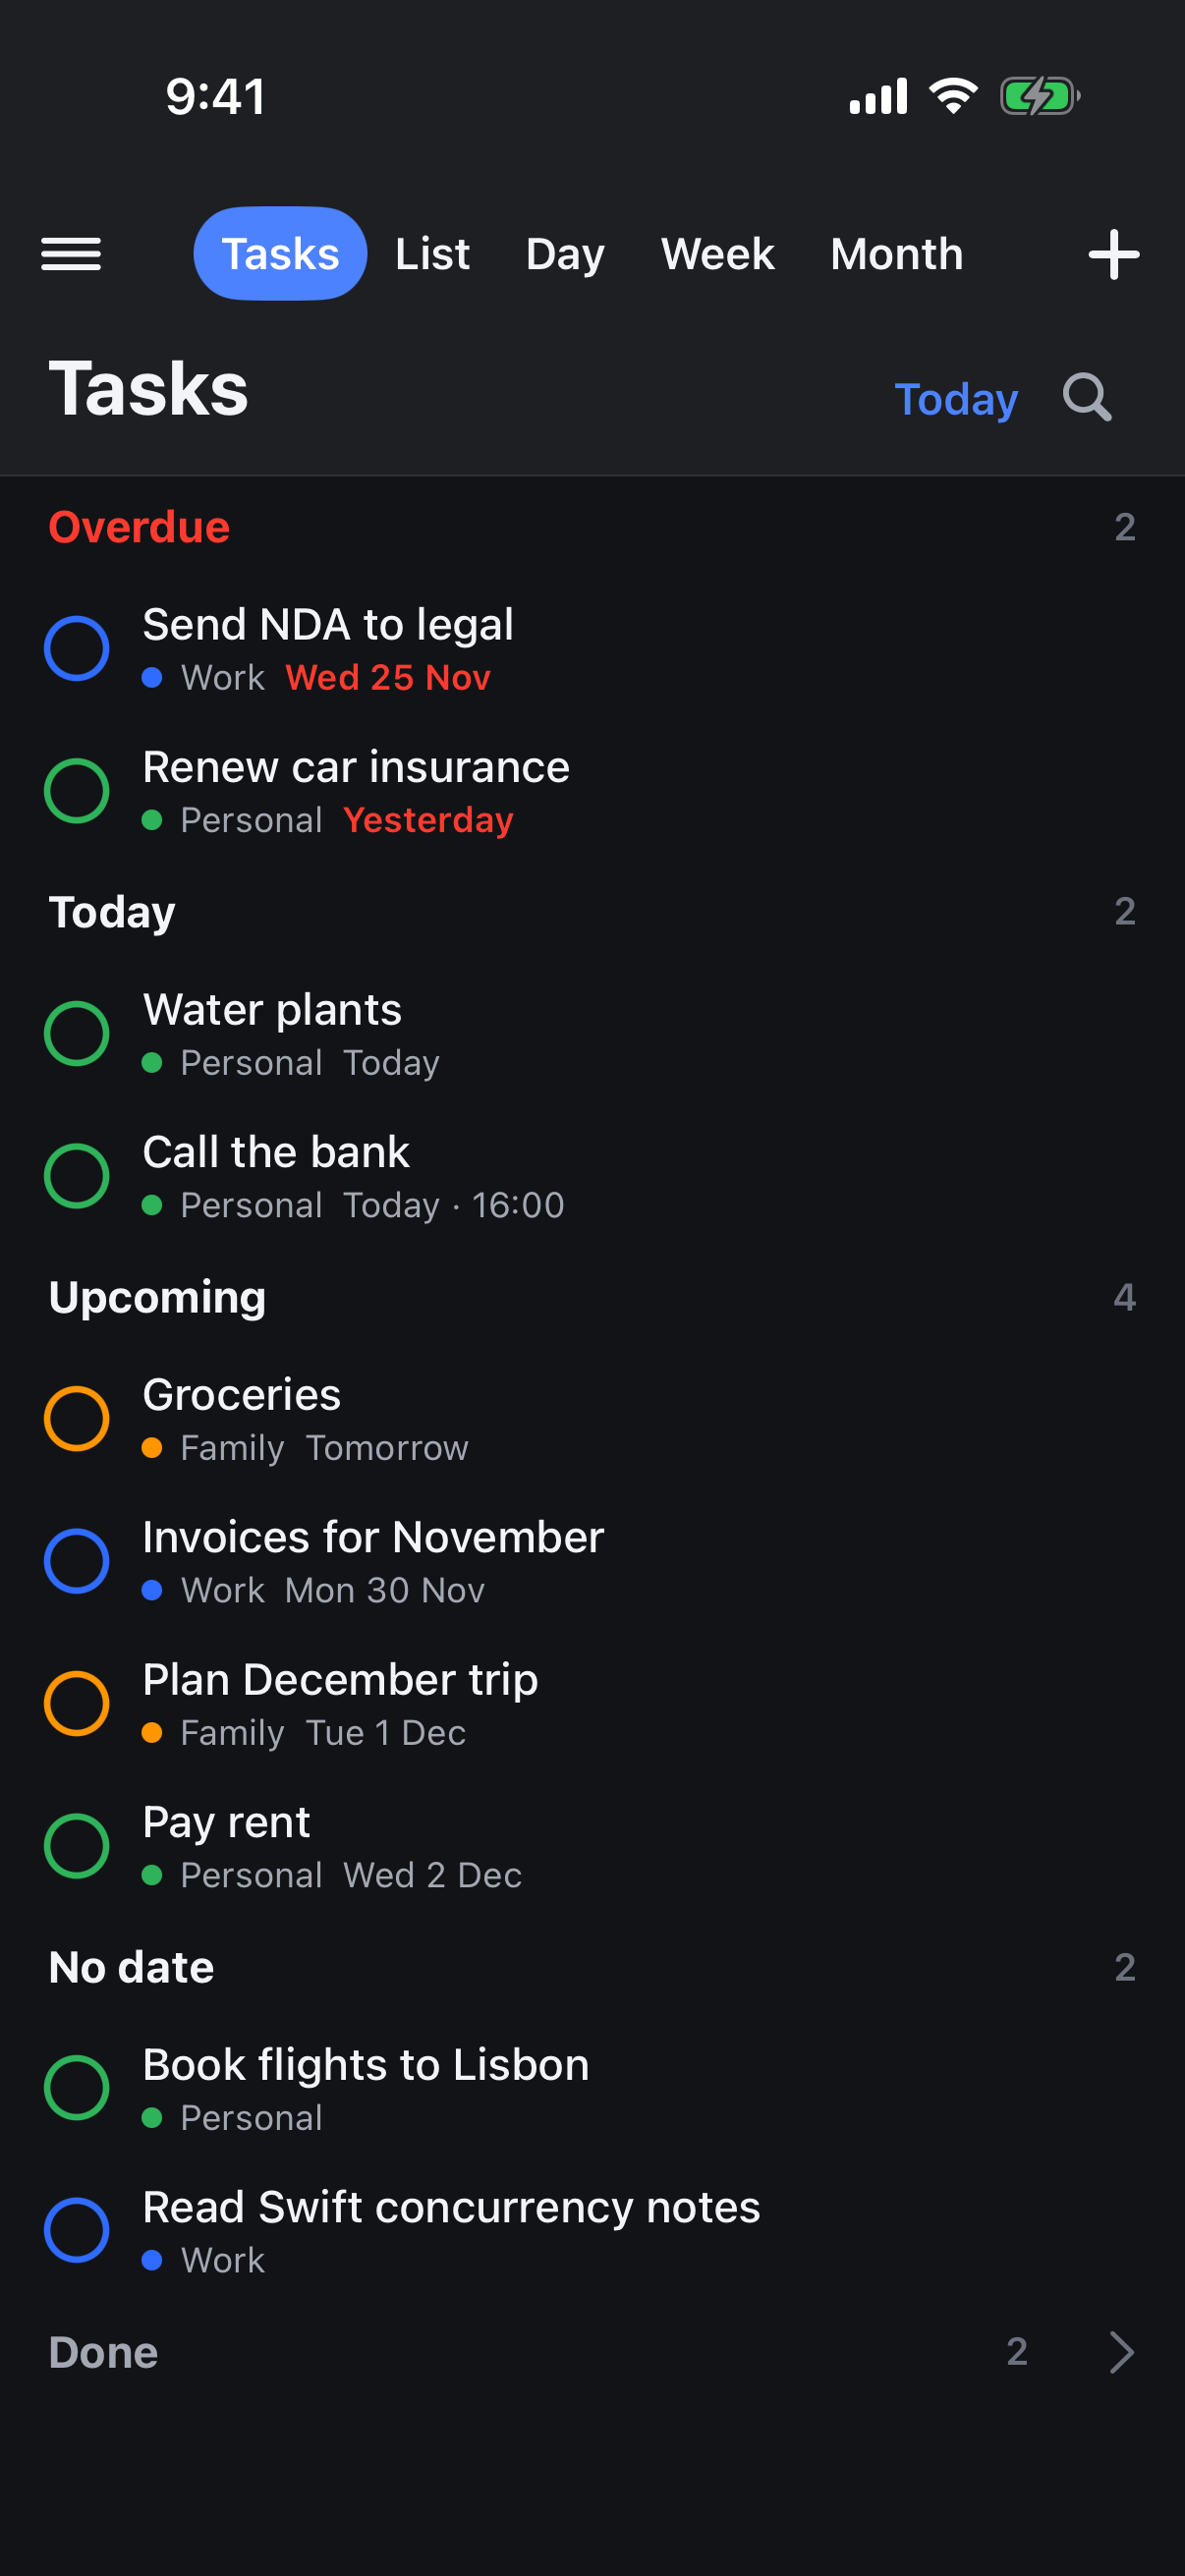 9:41
Tasks List Day Week Month
Tasks
Today
Overdue 2
Send NDA to legal
Work Wed 25 Nov
Renew car insurance
Personal Yesterday
Today 2
Water plants
Personal Today
Call the bank
Personal Today · 16:00
Upcoming 4
Groceries
Family Tomorrow
Invoices for November
Work Mon 30 Nov
Plan December trip
Family Tue 1 Dec
Pay rent
Personal Wed 2 Dec
No date 2
Book flights to Lisbon
Personal
Read Swift concurrency notes
Work
Done 2